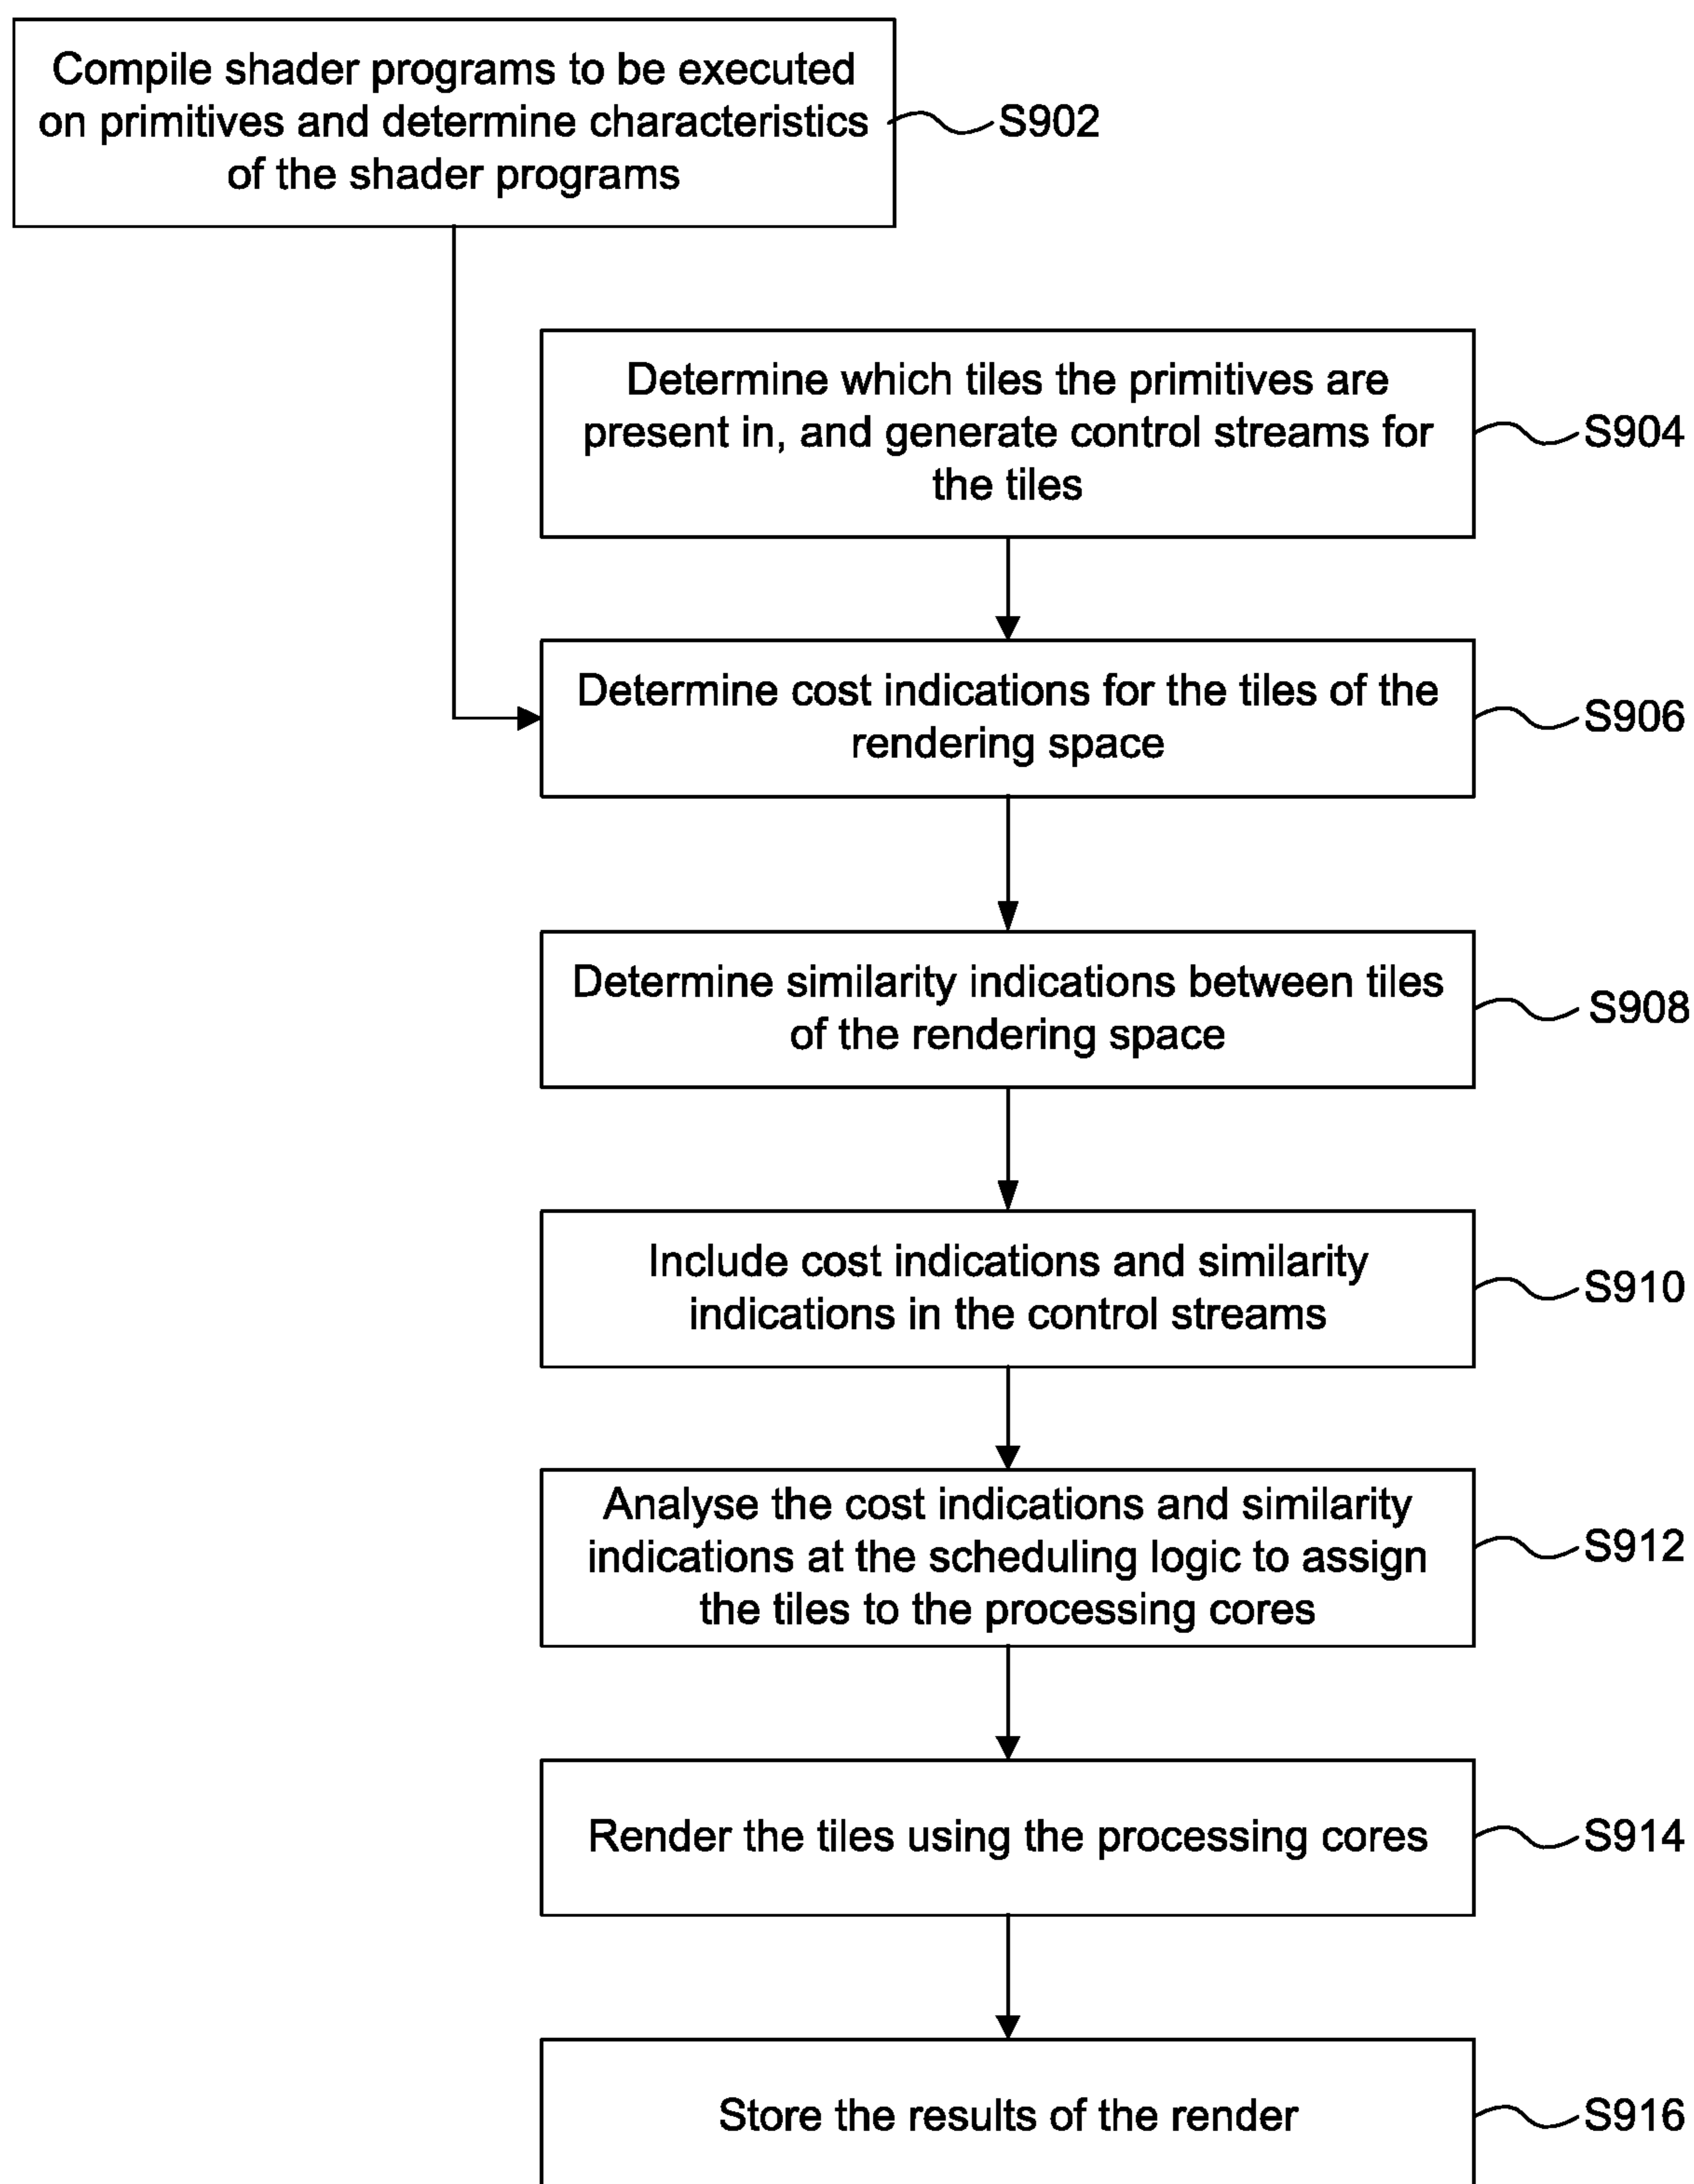 Compile shader programs to be executed
on primitives and determine characteristics
of the shader programs
S902
Determine which tiles the primitives are
present in, and generate control streams for
the tiles
S904
Determine cost indications for the tiles of the
rendering space
S906
Determine similarity indications between tiles
of the rendering space
S908
Include cost indications and similarity
indications in the control streams
S910
Analyse the cost indications and similarity
indications at the scheduling logic to assign
the tiles to the processing cores
S912
Render the tiles using the processing cores
S914
Store the results of the render
S916